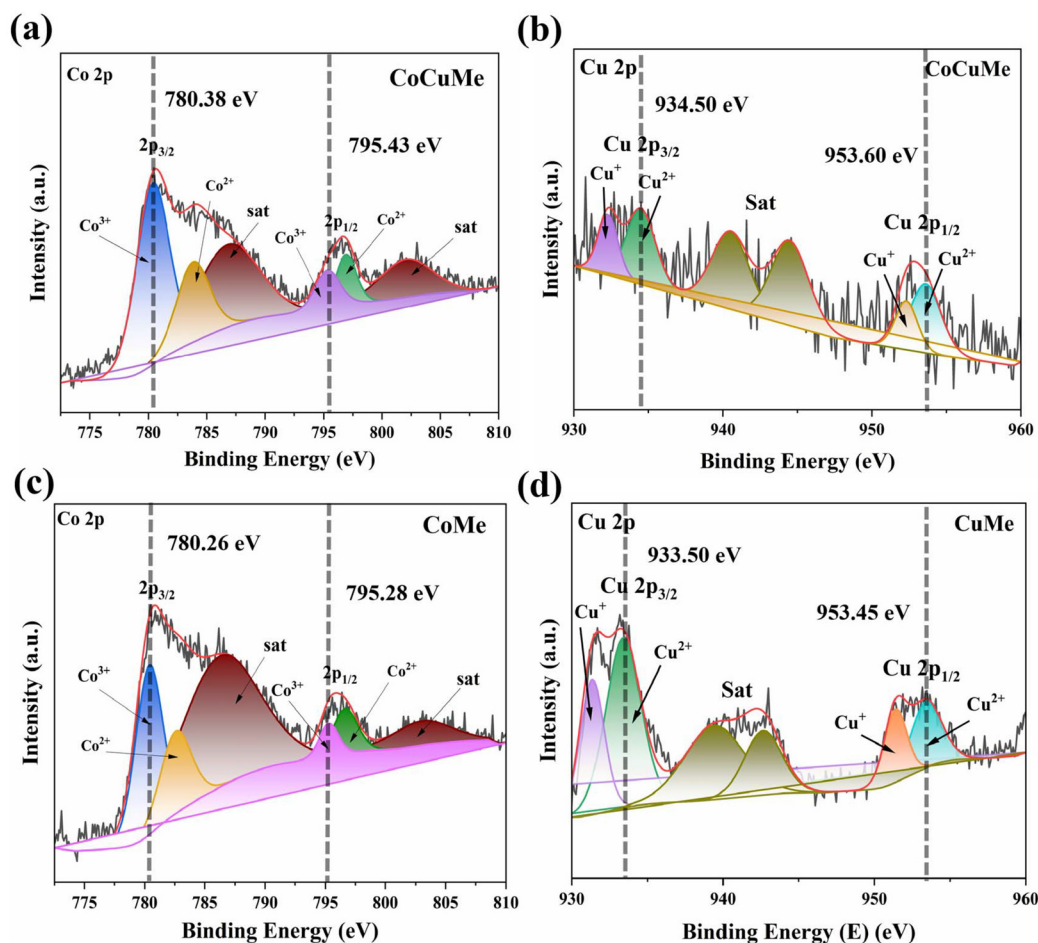 (a)
Co 2p
CoCuMe
780.38 eV
795.43 eV
2p3/2
Co2+
Co3+
sat
Co3+
2p1/2
Co2+
sat
Intensity (a.u.)
775 780 785 790 795 800 805 810
Binding Energy (eV)
(b)
Cu 2p
CoCuMe
934.50 eV
953.60 eV
Cu 2p3/2
Cu+
Cu2+
Sat
Cu 2p1/2
Cu+
Cu2+
Intensity (a.u.)
930 940 950 960
Binding Energy (eV)
(c)
Co 2p
CoMe
780.26 eV
795.28 eV
2p3/2
Co3+
Co2+
sat
Co3+
2p1/2
Co2+
sat
Intensity (a.u.)
775 780 785 790 795 800 805 810
Binding Energy (eV)
(d)
Cu 2p
CuMe
933.50 eV
953.45 eV
Cu 2p3/2
Cu+
Cu2+
Sat
Cu 2p1/2
Cu+
Cu2+
Intensity (a.u.)
930 940 950 960
Binding Energy (E) (eV)